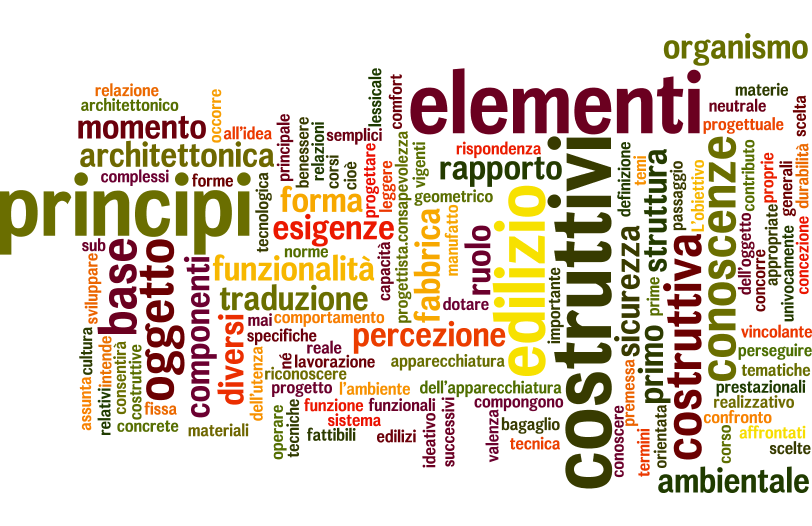 organismo
elementi
materie
neutrale
progettuale
scelta
relazione
architettonico
occorre
momento
all'idea
principale
benessere
relazioni
semplici
lessicale
comfort
architettonica
complessi
forme
corsi
cioè
progettare
leggere
consapevolezza
vigenti
rispondenza
rapporto
geometrico
principi
tecnologica
forma
esigenze
norme
capacità
progettista
fabbrica
manufatto
ruolo
dotare
edilizio
importante
costruttivi
definizione
temi
struttura
passaggio
L'obiettivo
conoscenze
contributo
proprie
generali
durabilità
sub
sviluppare
base
oggetto
componenti
funzionalità
traduzione
diversi
mai
comportamento
specifiche
percezione
reale
né
lavorazione
apparecchiatura
riconoscere
progetto
l'ambiente
dell'apparecchiatura
sicurezza
prime
primo
costruttiva
dell'oggetto
concorre
appropriate
univocamente
concezione
vincolante
perseguire
tematiche
prestazionali
realizzativo
confronto
affrontati
scelte
assunta
cultura
relativi
intende
consentirà
costruttive
fissa
concrete
materiali
dell'utenza
operare
tecniche
funzione
funzionali
sistema
fattibili
edilizi
ideativo
successivi
compongono
valenza
bagaglio
tecnica
conoscere
premessa
termini
orientata
corso
ambientale